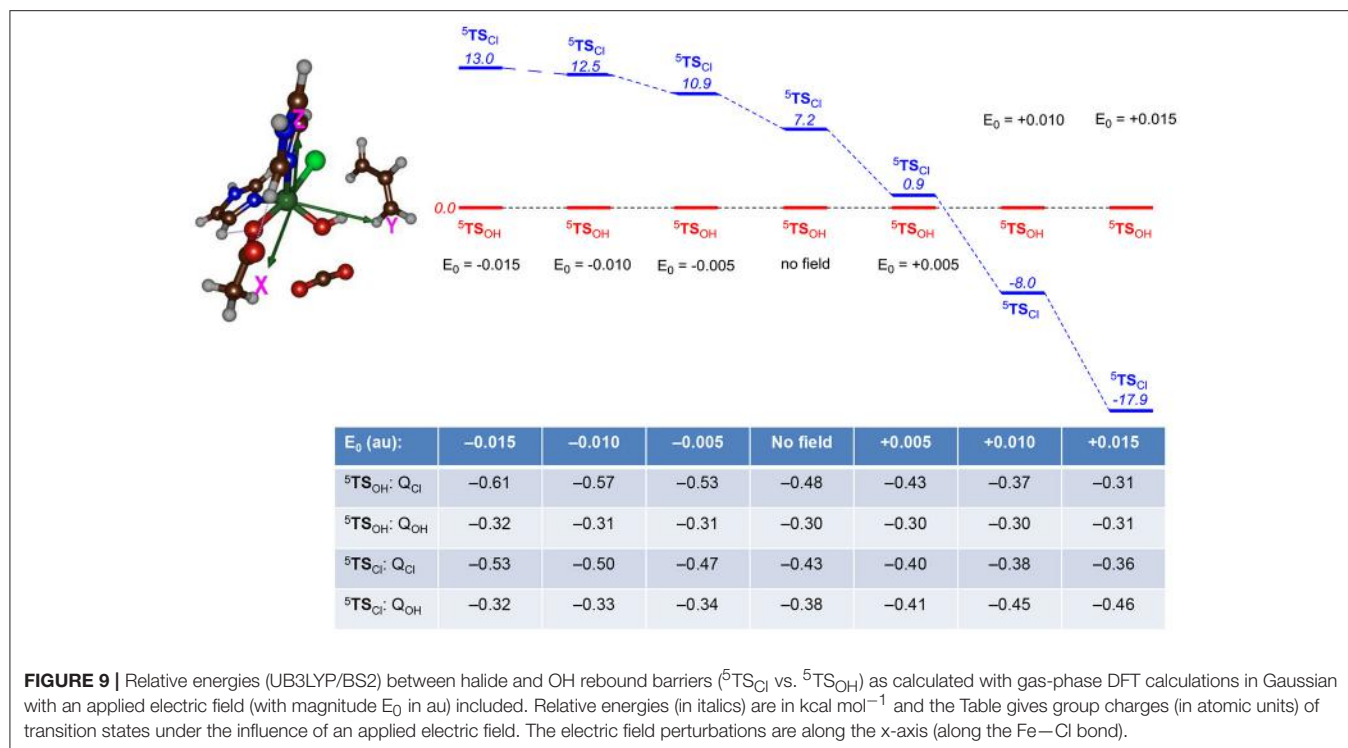 ⁵TS_Cl
13.0
⁵TS_Cl
12.5
⁵TS_Cl
10.9
⁵TS_Cl
7.2
E₀ = +0.010 E₀ = +0.015
⁵TS_Cl
0.9
Z
Y
X
0.0
⁵TS_OH ⁵TS_OH ⁵TS_OH ⁵TS_OH ⁵TS_OH ⁵TS_OH ⁵TS_OH
E₀ = -0.015 E₀ = -0.010 E₀ = -0.005 no field E₀ = +0.005
-8.0
⁵TS_Cl
⁵TS_Cl
-17.9
E₀ (au): –0.015 –0.010 –0.005 No field +0.005 +0.010 +0.015
⁵TS_OH: Q_Cl –0.61 –0.57 –0.53 –0.48 –0.43 –0.37 –0.31
⁵TS_OH: Q_OH –0.32 –0.31 –0.31 –0.30 –0.30 –0.30 –0.31
⁵TS_Cl: Q_Cl –0.53 –0.50 –0.47 –0.43 –0.40 –0.38 –0.36
⁵TS_Cl: Q_OH –0.32 –0.33 –0.34 –0.38 –0.41 –0.45 –0.46
FIGURE 9 | Relative energies (UB3LYP/BS2) between halide and OH rebound barriers (⁵TS_Cl vs. ⁵TS_OH) as calculated with gas-phase DFT calculations in Gaussian
with an applied electric field (with magnitude E₀ in au) included. Relative energies (in italics) are in kcal mol⁻¹ and the Table gives group charges (in atomic units) of
transition states under the influence of an applied electric field. The electric field perturbations are along the x-axis (along the Fe—Cl bond).